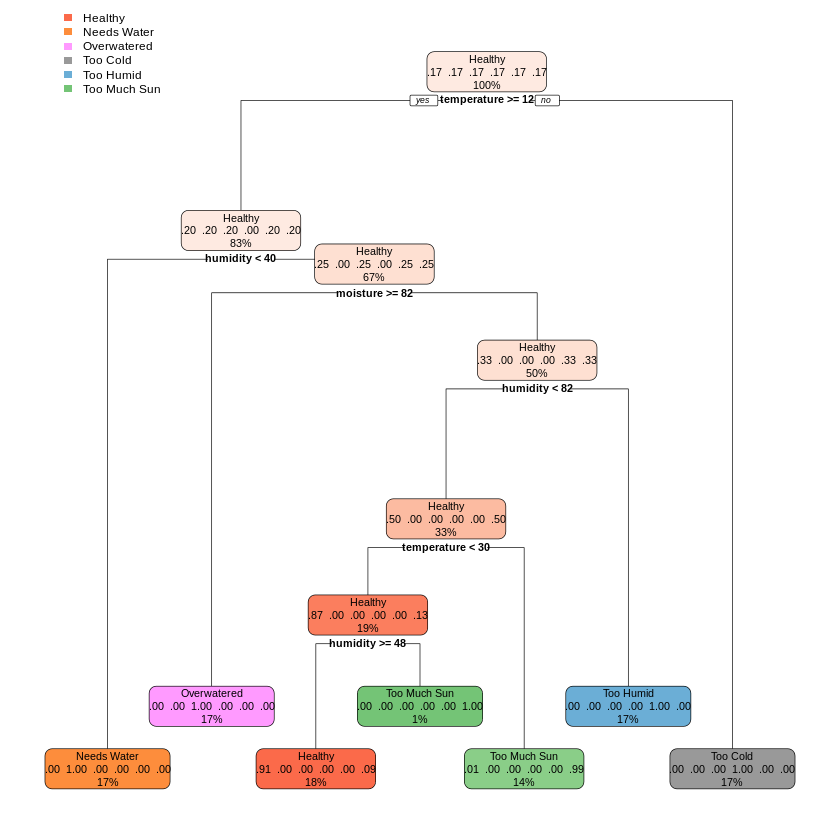 Healthy
Needs Water
Overwatered
Too Cold
Too Humid
Too Much Sun
Healthy
.17 .17 .17 .17 .17 .17
100%
yes temperature >= 12 no
Healthy
.20 .20 .20 .00 .20 .20
83%
humidity < 40
Healthy
.25 .00 .25 .00 .25 .25
67%
moisture >= 82
Healthy
.33 .00 .00 .00 .33 .33
50%
humidity < 82
Healthy
.50 .00 .00 .00 .00 .50
33%
temperature < 30
Healthy
.87 .00 .00 .00 .00 .13
19%
humidity >= 48
Overwatered
.00 .00 1.00 .00 .00 .00
17%
Too Much Sun
.00 .00 .00 .00 .00 1.00
1%
Too Humid
.00 .00 .00 .00 1.00 .00
17%
Needs Water
.00 1.00 .00 .00 .00 .00
17%
Healthy
.91 .00 .00 .00 .00 .09
18%
Too Much Sun
.01 .00 .00 .00 .00 .99
14%
Too Cold
.00 .00 .00 1.00 .00 .00
17%